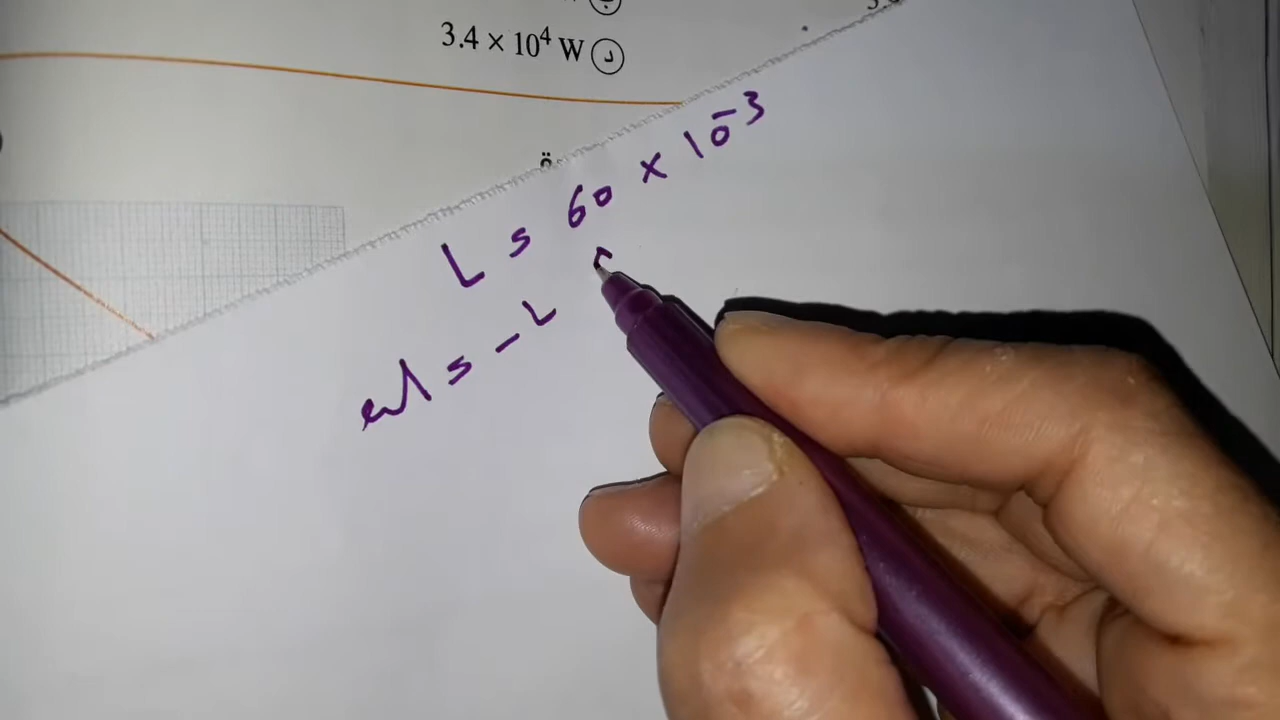 3.4 × 10⁴ W د
L = 60 × 10⁻³
= - L